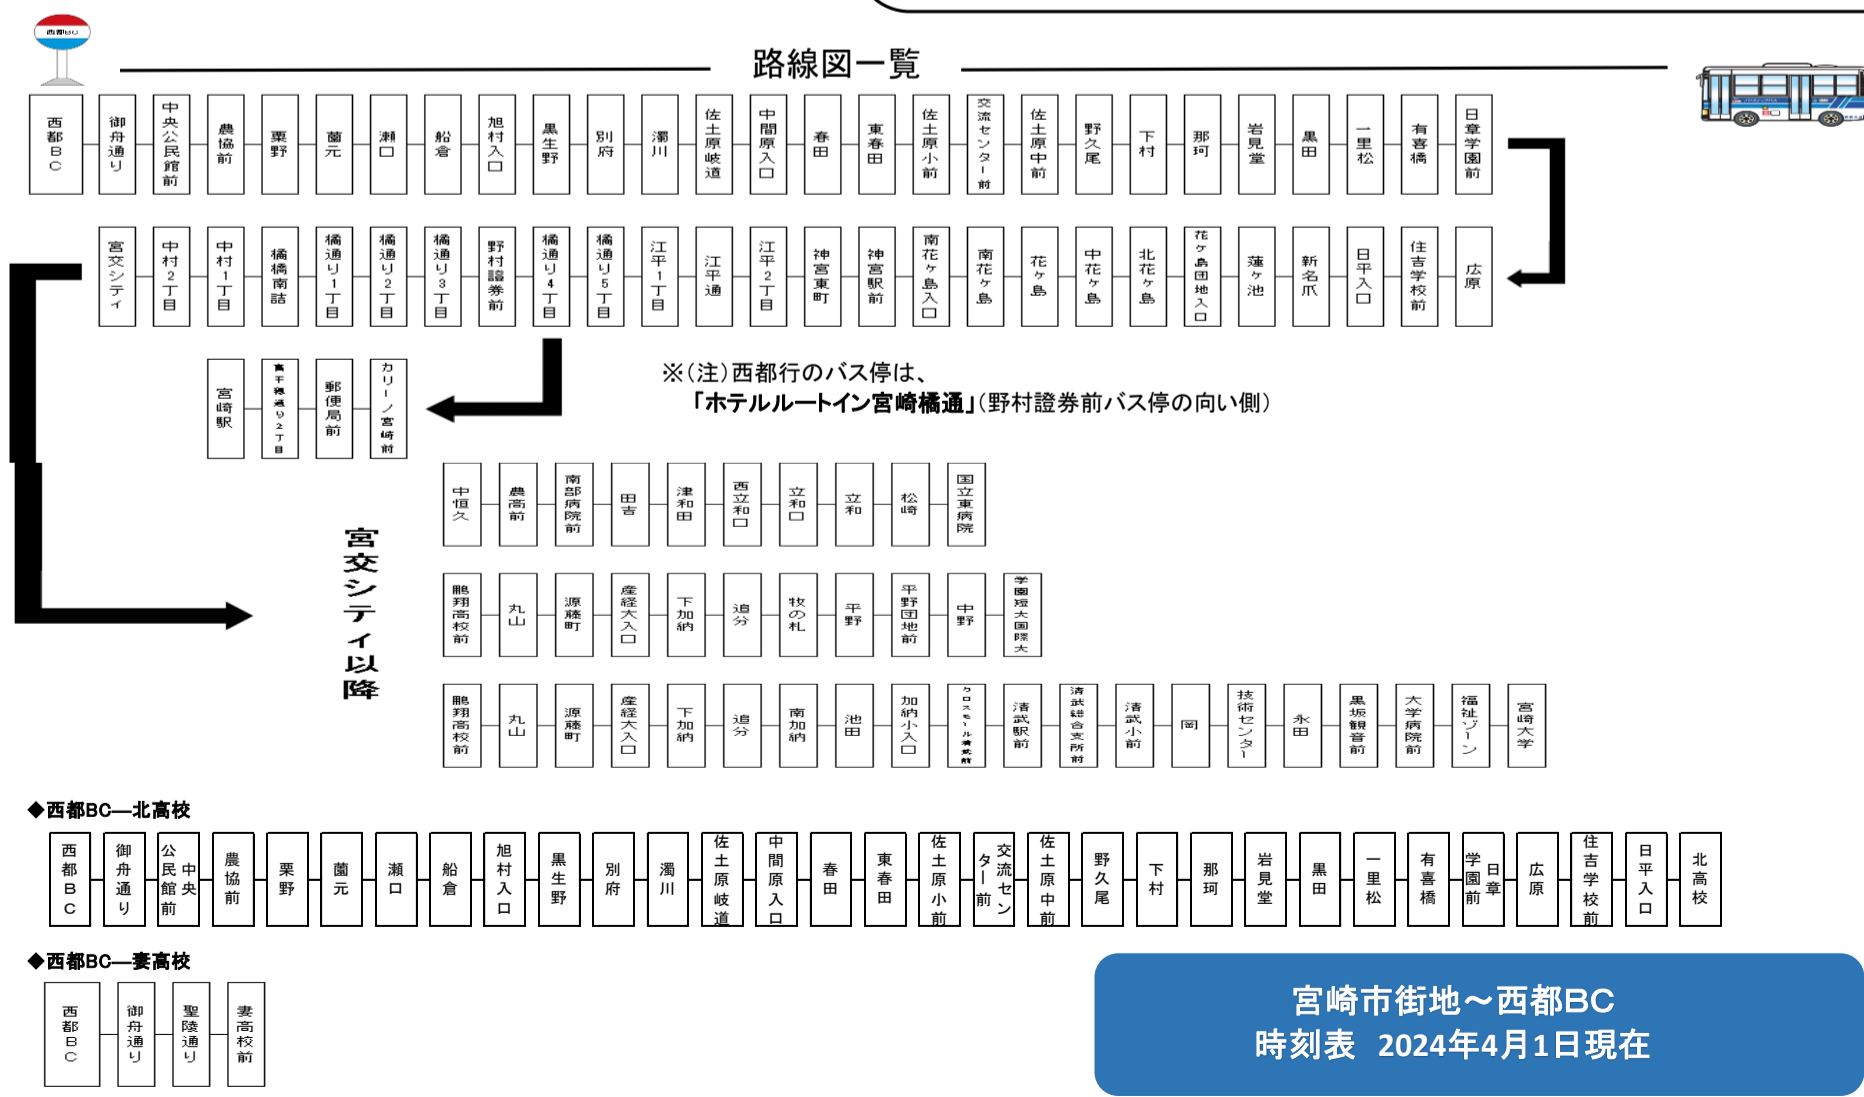 西都BC
路線図一覧
西都BC
御舟通り
中央公民館前
農協前
栗野
薗元
瀬口
船倉
旭村入口
黒生野
別府
濁川
佐土原岐道
中間原入口
春田
東春田
佐土原小前
交流センター前
佐土原中前
野久尾
下村
那珂
岩見堂
黒田
一里松
有喜橋
日章学園前
宮交シティ
中村2丁目
中村1丁目
橘橋南詰
橘通り1丁目
橘通り2丁目
橘通り3丁目
野村證券前
橘通り4丁目
橘通り5丁目
江平1丁目
江平通
江平2丁目
神宮東町
神宮駅前
南花ヶ島入口
南花ヶ島
花ヶ島
中花ヶ島
北花ヶ島
花ヶ島団地入口
蓮ヶ池
新名爪
日平入口
住吉学校前
広原
宮崎駅
高千穂通り2丁目
郵便局前
カリーノ宮崎前
※(注)西都行のバス停は、
「ホテルルートイン宮崎橘通」(野村證券前バス停の向い側)
宮交シティ以降
中恒久
農高前
南部病院前
田吉
津和田
西立和口
立和口
立和
松崎
国立東病院
鵬翔高校前
丸山
源藤町
産経大入口
下加納
追分
牧の札
平野
平野団地前
中野
学園短大国際大
鵬翔高校前
丸山
源藤町
産経大入口
下加納
追分
南加納
池田
加納小入口
クロスモール清武前
清武駅前
清武総合支所前
清武小前
岡
技術センター
永田
黒坂観音前
大学病院前
福祉ゾーン
宮崎大学
◆西都BC―北高校
西都BC
御舟通り
中央公民館前
農協前
栗野
薗元
瀬口
船倉
旭村入口
黒生野
別府
濁川
佐土原岐道
中間原入口
春田
東春田
佐土原小前
交流センター前
佐土原中前
野久尾
下村
那珂
岩見堂
黒田
一里松
有喜橋
日章学園前
広原
住吉学校前
日平入口
北高校
◆西都BC―妻高校
西都BC
御舟通り
聖陵通り
妻高校前
宮崎市街地～西都BC
時刻表 2024年4月1日現在